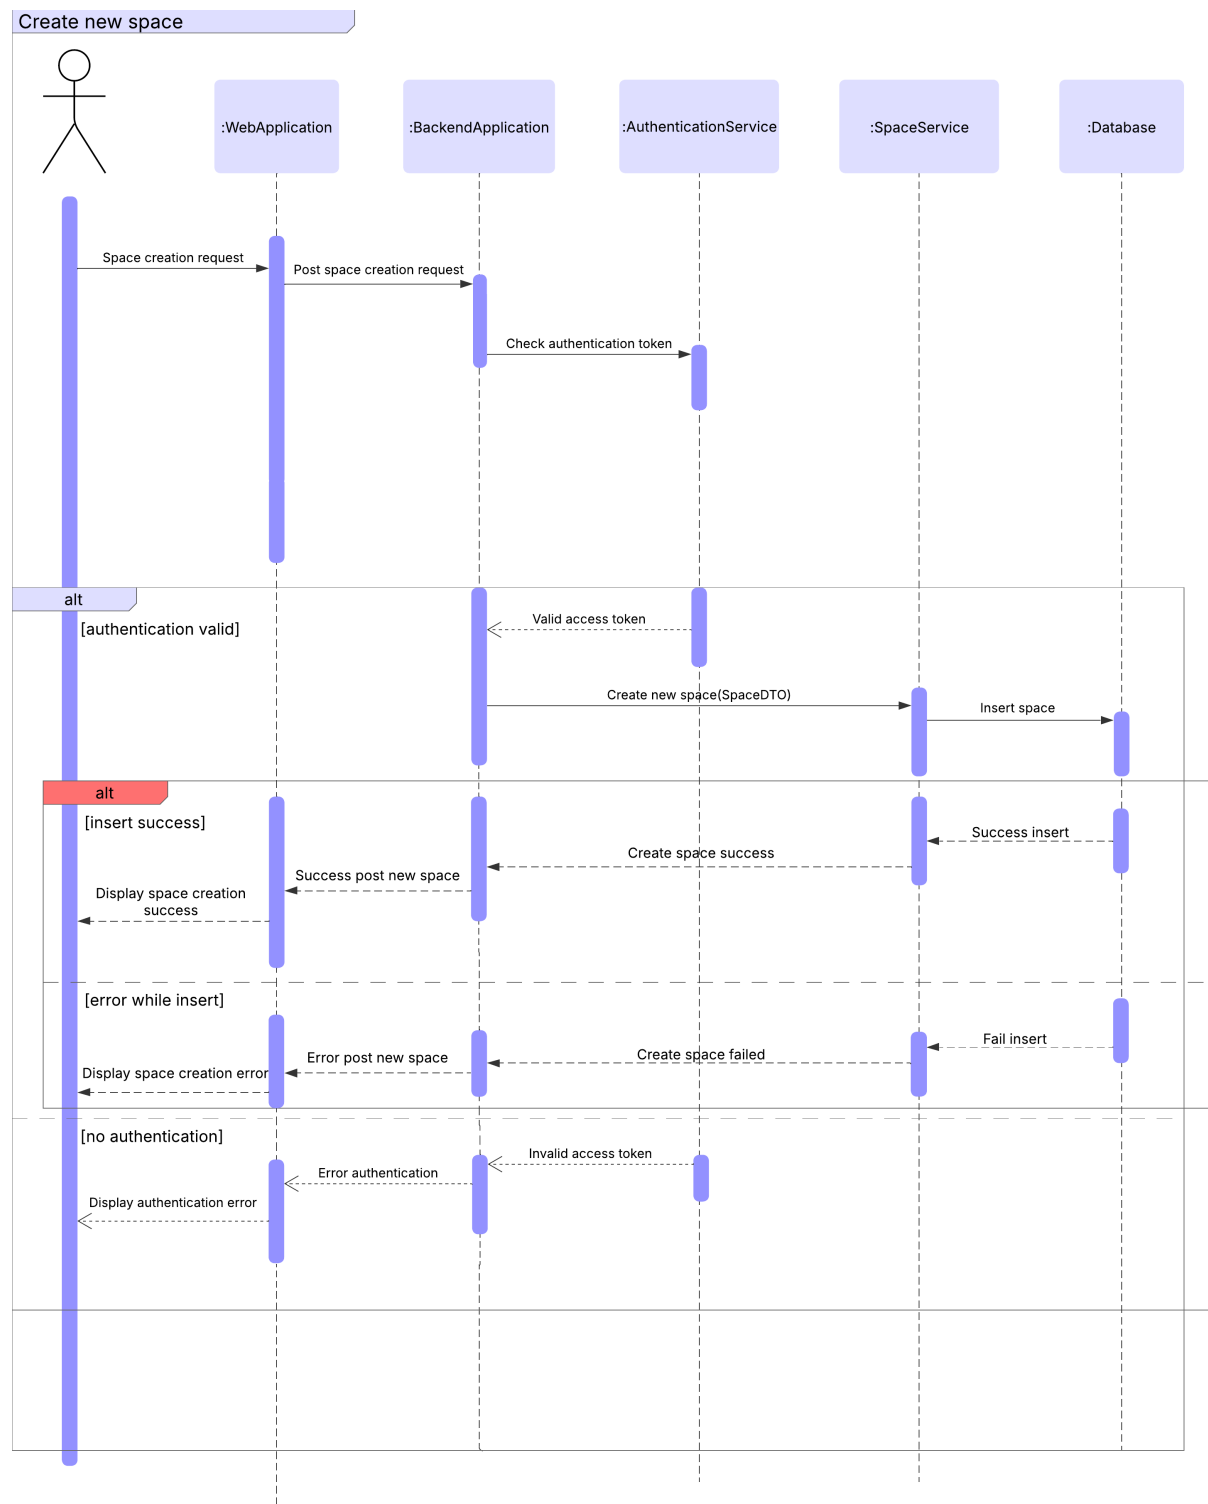 Create new space
:WebApplication
:BackendApplication
:AuthenticationService
:SpaceService
:Database
Space creation request
Post space creation request
Check authentication token
alt
[authentication valid]
Valid access token
Create new space(SpaceDTO)
Insert space
alt
[insert success]
Success insert
Create space success
Success post new space
Display space creation
success
[error while insert]
Fail insert
Create space failed
Error post new space
Display space creation error
[no authentication]
Invalid access token
Error authentication
Display authentication error